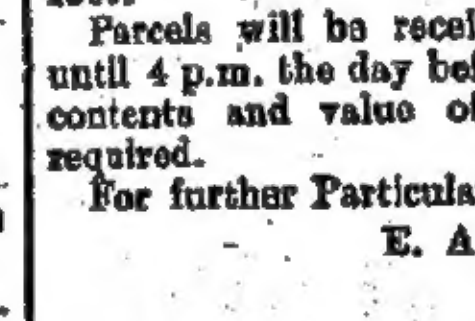 Parcels will be recei
until 4 p.m. the day bef
contents and value of
required.
For further Particula
E. A